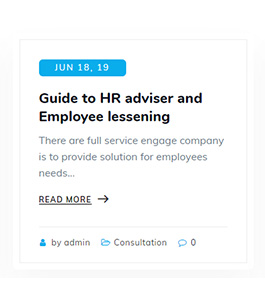 JUN 18, 19
Guide to HR adviser and
Employee lessening
There are full service engage company
is to provide solution for employees
needs...
READ MORE
by admin Consultation 0